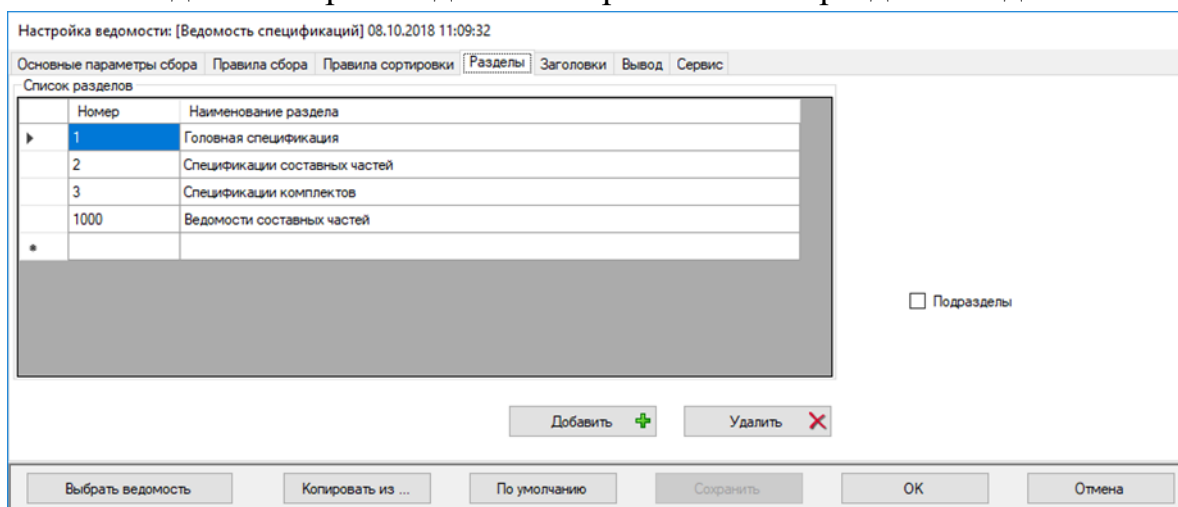 Настройка ведомости: [Ведомость спецификаций] 08.10.2018 11:09:32
Основные параметры сбора Правила сбора Правила сортировки Разделы Заголовки Вывод Сервис
Список разделов
Номер Наименование раздела
1 Головная спецификация
2 Спецификации составных частей
3 Спецификации комплектов
1000 Ведомости составных частей
*
Подразделы
Добавить Удалить
Выбрать ведомость Копировать из ... По умолчанию Сохранить OK Отмена